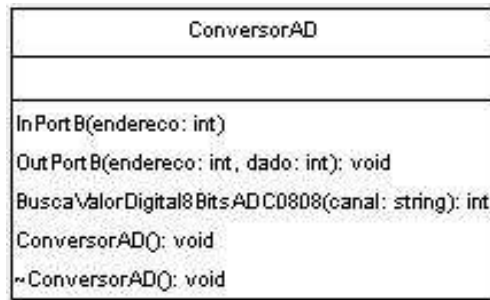 ConversorAD
InPortB(endereco: int)
OutPortB(endereco: int, dado: int): void
BuscaValorDigital8BitsADC0808(canal: string): int
ConversorAD(): void
~ConversorAD(): void